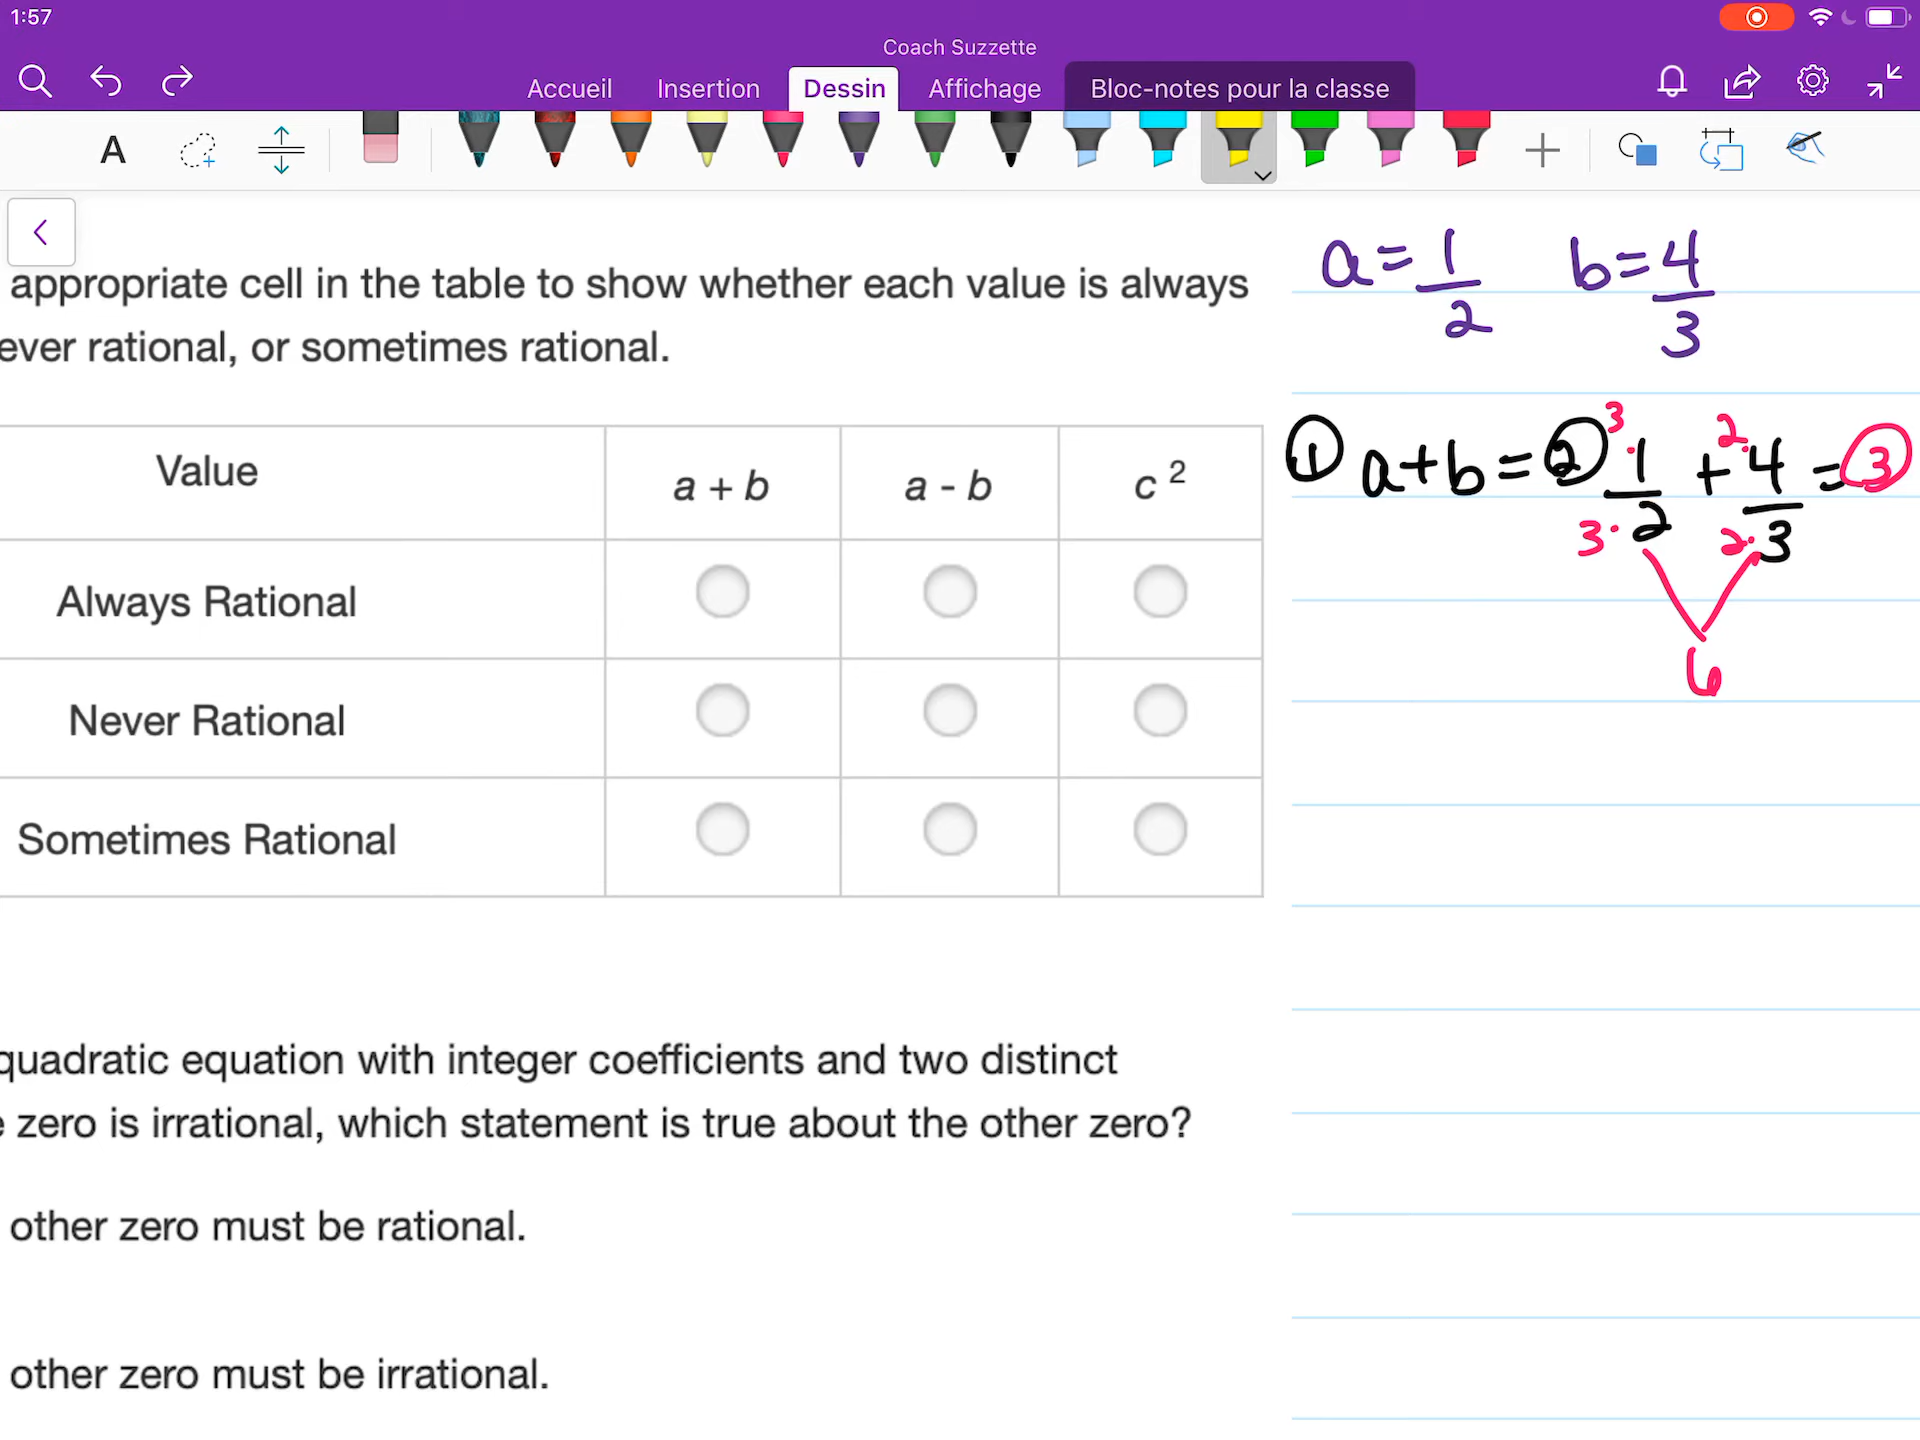 1:57
Coach Suzzette
Accueil Insertion Dessin Affichage Bloc-notes pour la classe
A
appropriate cell in the table to show whether each value is always
ever rational, or sometimes rational.
Value a + b a - b c²
Always Rational
Never Rational
Sometimes Rational
quadratic equation with integer coefficients and two distinct
zero is irrational, which statement is true about the other zero?
other zero must be rational.
other zero must be irrational.
a = 1/2 b = 4/3
① a + b = ② 3·1/3·2 + 2·4/2·3 = ③
6